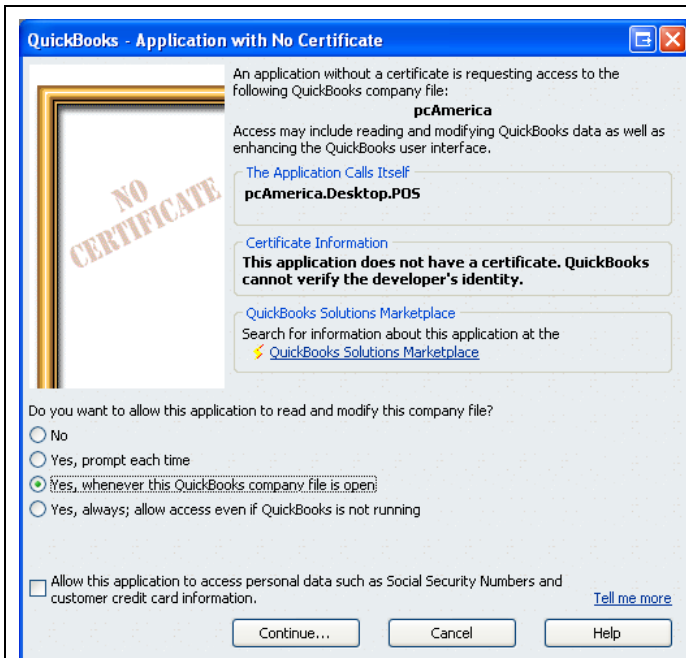 QuickBooks - Application with No Certificate
An application without a certificate is requesting access to the
following QuickBooks company file:
pcAmerica
Access may include reading and modifying QuickBooks data as well as
enhancing the QuickBooks user interface.
The Application Calls Itself
pcAmerica.Desktop.POS
NO
CERTIFICATE
Certificate Information
This application does not have a certificate. QuickBooks
cannot verify the developer's identity.
QuickBooks Solutions Marketplace
Search for information about this application at the
QuickBooks Solutions Marketplace
Do you want to allow this application to read and modify this company file?
No
Yes, prompt each time
Yes, whenever this QuickBooks company file is open
Yes, always; allow access even if QuickBooks is not running
Allow this application to access personal data such as Social Security Numbers and
customer credit card information.
Tell me more
Continue...
Cancel
Help